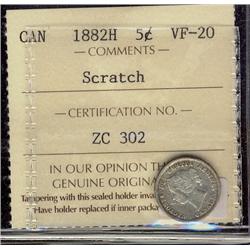 CAN 1882H 5¢ VF-20
COMMENTS
Scratch
CERTIFICATION NO.
ZC 302
IN OUR OPINION TH
GENUINE ORIGINA
Tampering with this sealed holder inva
Have holder replaced if inner packa